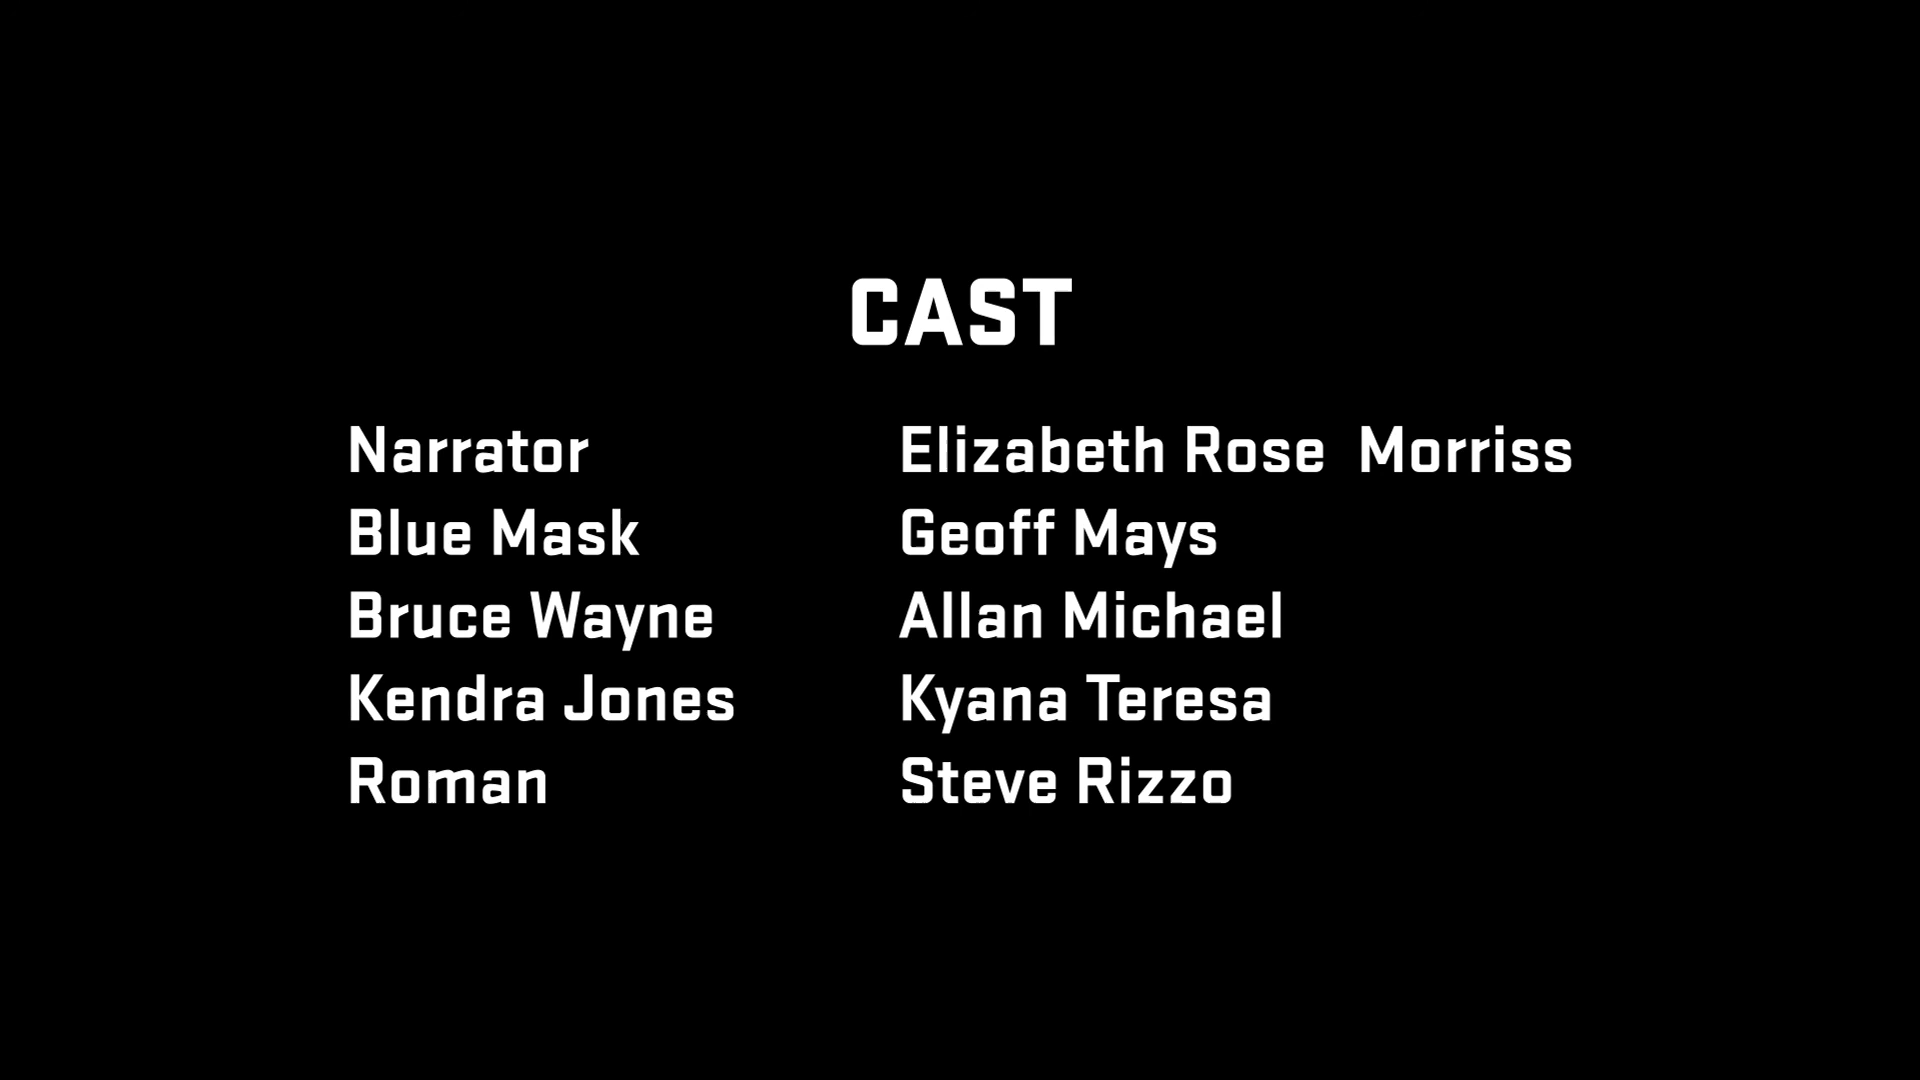 CAST
Narrator Elizabeth Rose  Morriss
Blue Mask Geoff Mays
Bruce Wayne Allan Michael
Kendra Jones Kyana Teresa
Roman Steve Rizzo